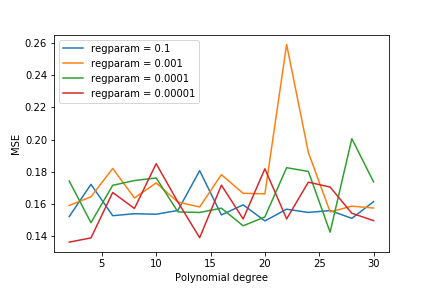 0.26
0.24
0.22
0.20
0.18
0.16
0.14
MSE
regparam = 0.1
regparam = 0.001
regparam = 0.0001
regparam = 0.00001
5
10
15
20
25
30
Polynomial degree